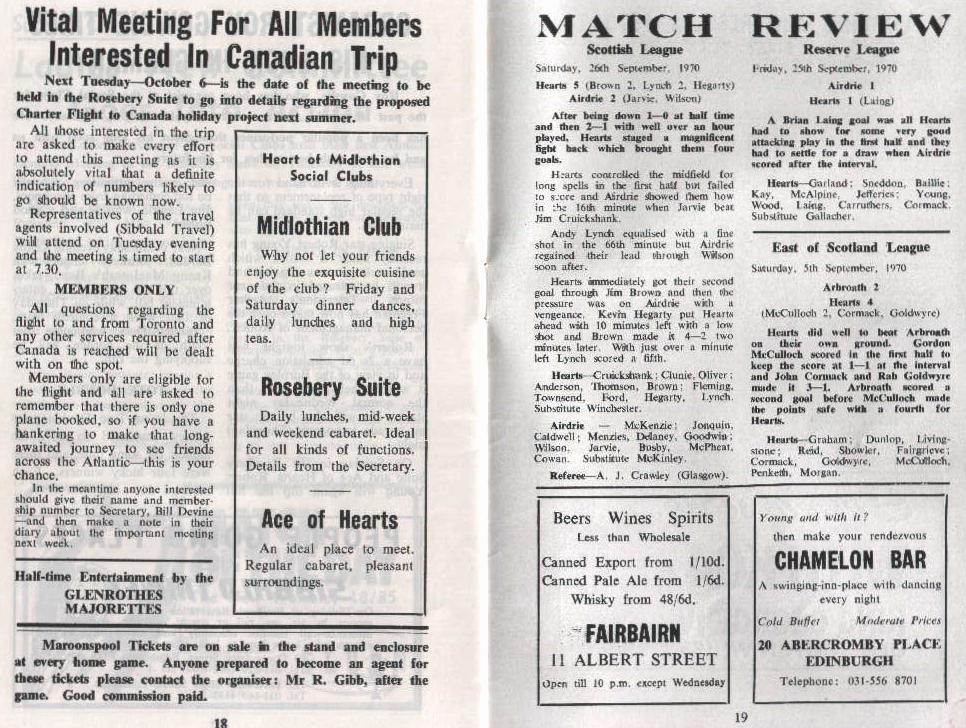 Vital Meeting For All Members
Interested In Canadian Trip
Next Tuesday—October 6—is the date of the meeting to be
held in the Rosebery Suite to go into details regarding the proposed
Charter Flight to Canada holiday project next summer.
All those interested in the trip
are asked to make every effort
to attend this meeting as it is
absolutely vital that a definite
indication of numbers likely to
go should be known now.
Representatives of the travel
agents involved (Sibbald Travel)
will attend on Tuesday evening
and the meeting is timed to start
at 7.30.
MEMBERS ONLY
All questions regarding the
flight to and from Toronto and
any other services required after
Canada is reached will be dealt
with on the spot.
Members only are eligible for
the flight and all are asked to
remember that there is only one
plane booked, so if you have a
hankering to make that long-
awaited journey to see friends
across the Atlantic—this is your
chance.
In the meantime anyone interested
should give their name and member-
ship number to Secretary, Bill Devine
—and then make a note in their
diary about the important meeting
next week.
Half-time Entertainment by the
GLENROTHES
MAJORETTES
Heart of Midlothian
Social Clubs
Midlothian Club
Why not let your friends
enjoy the exquisite cuisine
of the club? Friday and
Saturday dinner dances,
daily lunches and high
teas.
Rosebery Suite
Daily lunches, mid-week
and weekend cabaret. Ideal
for all kinds of functions.
Details from the Secretary.
Ace of Hearts
An ideal place to meet.
Regular cabaret, pleasant
surroundings.
Maroonspool Tickets are on sale in the stand and enclosure
at every home game. Anyone prepared to become an agent for
these tickets please contact the organiser: Mr R. Gibb, after the
game. Good commission paid.
18
MATCH REVIEW
Scottish League
Saturday, 26th September, 1970
Hearts 5 (Brown 2, Lynch 2, Hegarty)
Airdrie 2 (Jarvie, Wilson)
After being down 1—0 at half time
and then 2—1 with well over an hour
played, Hearts staged a magnificent
fight back which brought them four
goals.
Hearts controlled the midfield for
long spells in the first half but failed
to score and Airdrie showed them how
in the 16th minute when Jarvie beat
Jim Cruickshank.
Andy Lynch equalised with a fine
shot in the 66th minute but Airdrie
regained their lead through Wilson
soon after.
Hearts immediately got their second
goal through Jim Brown and then the
pressure was on Airdrie with a
vengeance. Kevin Hegarty put Hearts
ahead with 10 minutes left with a low
shot and Brown made it 4—2 two
minutes later. With just over a minute
left Lynch scored a fifth.
Hearts—Cruickshank; Clunie, Oliver;
Anderson, Thomson, Brown; Fleming,
Townsend, Ford, Hegarty, Lynch.
Substitute Winchester.
Airdrie — McKenzie; Jonquin,
Caldwell; Menzies, Delaney, Goodwin;
Wilson, Jarvie, Busby, McPheat,
Cowan. Substitute McKinley.
Referee—A. J. Crawley (Glasgow).
Reserve League
Friday, 25th September, 1970
Airdrie 1
Hearts 1 (Laing)
A Brian Laing goal was all Hearts
had to show for some very good
attacking play in the first half and they
had to settle for a draw when Airdrie
scored after the interval.
Hearts—Garland; Sneddon, Baillie;
Kay, McAlpine, Jefferies; Young,
Wood, Laing, Carruthers, Cormack.
Substitute Gallacher.
East of Scotland League
Saturday, 5th September, 1970
Arbroath 2
Hearts 4
(McCulloch 2, Cormack, Goldwyre)
Hearts did well to beat Arbroath
on their own ground. Gordon
McCulloch scored in the first half to
keep the score at 1—1 at the interval
and John Cormack and Rab Goldwyre
made it 3—1. Arbroath scored a
second goal before McCulloch made
the points safe with a fourth for
Hearts.
Hearts—Graham; Dunlop, Living-
stone; Reid, Showler, Fairgrieve;
Cormack, Goldwyre, McCulloch,
Penketh, Morgan.
Beers Wines Spirits
Less than Wholesale
Canned Export from 1/10d.
Canned Pale Ale from 1/6d.
Whisky from 48/6d.
FAIRBAIRN
11 ALBERT STREET
Open till 10 p.m. except Wednesday
Young and with it?
then make your rendezvous
CHAMELON BAR
A swinging-inn-place with dancing
every night
Cold Buffet Moderate Prices
20 ABERCROMBY PLACE
EDINBURGH
Telephone: 031-556 8701
19